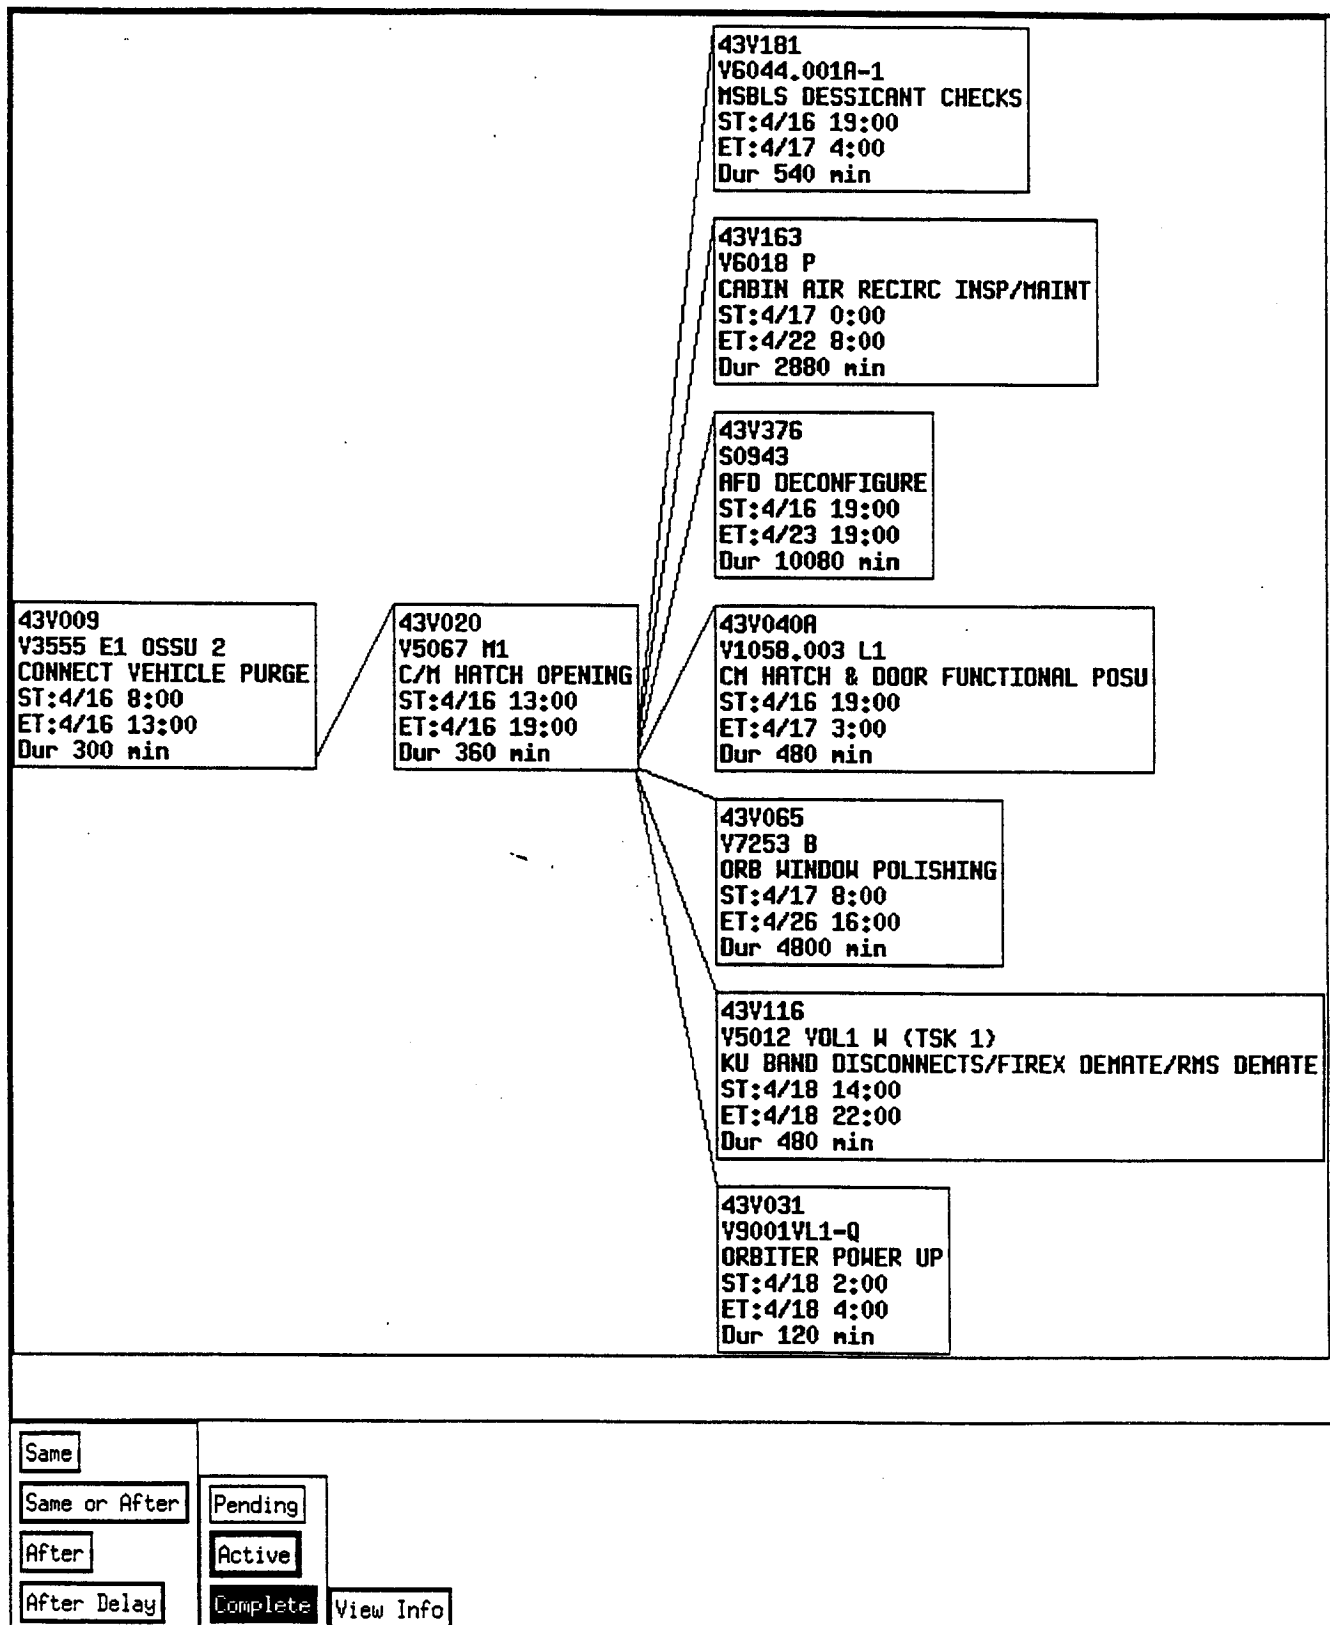 43V181
V6044.001A-1
MSBLS DESSICANT CHECKS
ST:4/16 19:00
ET:4/17 4:00
Dur 540 min
43V163
V6018 P
CABIN AIR RECIRC INSP/MAINT
ST:4/17 0:00
ET:4/22 8:00
Dur 2880 min
43V376
S0943
AFD DECONFIGURE
ST:4/16 19:00
ET:4/23 19:00
Dur 10080 min
43V009
V3555 E1 OSSU 2
CONNECT VEHICLE PURGE
ST:4/16 8:00
ET:4/16 13:00
Dur 300 min
43V020
V5067 M1
C/M HATCH OPENING
ST:4/16 13:00
ET:4/16 19:00
Dur 360 min
43V040A
V1058.003 L1
CM HATCH & DOOR FUNCTIONAL POSU
ST:4/16 19:00
ET:4/17 3:00
Dur 480 min
43V065
V7253 B
ORB WINDOW POLISHING
ST:4/17 8:00
ET:4/26 16:00
Dur 4800 min
43V116
V5012 VOL1 W (TSK 1)
KU BAND DISCONNECTS/FIREX DEMATE/RMS DEMATE
ST:4/18 14:00
ET:4/18 22:00
Dur 480 min
43V031
V9001VL1-Q
ORBITER POWER UP
ST:4/18 2:00
ET:4/18 4:00
Dur 120 min
Same
Same or After
After
After Delay
Pending
Active
Complete
View Info